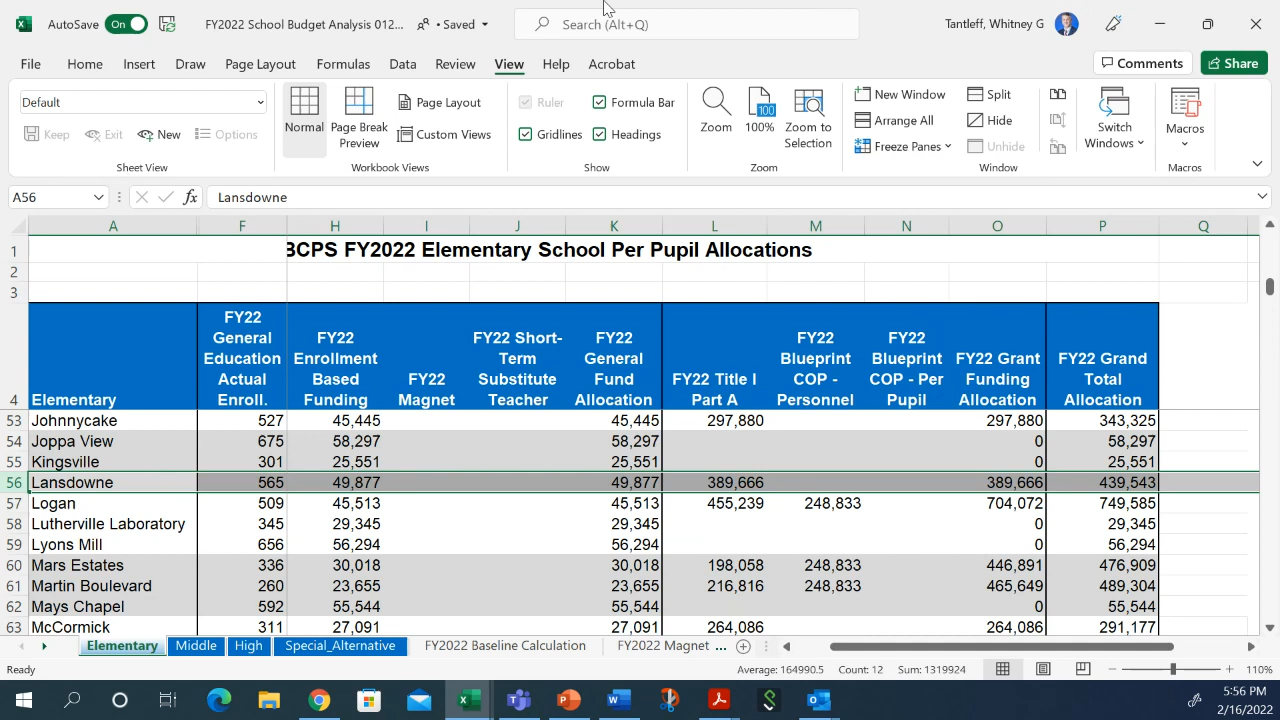 AutoSave On FY2022 School Budget Analysis 012... • Saved Search (Alt+Q) Tantleff, Whitney G
File Home Insert Draw Page Layout Formulas Data Review View Help Acrobat Comments Share
Default
Keep Exit New Options
Sheet View
Normal
Page Break
Preview
Page Layout
Custom Views
Workbook Views
Ruler Formula Bar
Gridlines Headings
Show
Zoom
100
100%
Zoom to
Selection
Zoom
New Window Split
Arrange All Hide
Freeze Panes Unhide
Switch
Windows
Window
Macros
Macros
A56 fx Lansdowne
A F H I J K L M N O P Q
1 BCPS FY2022 Elementary School Per Pupil Allocations
2
3
4 Elementary
FY22
General
Education
Actual
Enroll.
FY22
Enrollment
Based
Funding
FY22
Magnet
FY22 Short-
Term
Substitute
Teacher
FY22
General
Fund
Allocation
FY22 Title I
Part A
FY22
Blueprint
COP -
Personnel
FY22
Blueprint
COP - Per
Pupil
FY22 Grant
Funding
Allocation
FY22 Grand
Total
Allocation
53 Johnnycake 527 45,445 45,445 297,880 297,880 343,325
54 Joppa View 675 58,297 58,297 0 58,297
55 Kingsville 301 25,551 25,551 0 25,551
56 Lansdowne 565 49,877 49,877 389,666 389,666 439,543
57 Logan 509 45,513 45,513 455,239 248,833 704,072 749,585
58 Lutherville Laboratory 345 29,345 29,345 0 29,345
59 Lyons Mill 656 56,294 56,294 0 56,294
60 Mars Estates 336 30,018 30,018 198,058 248,833 446,891 476,909
61 Martin Boulevard 260 23,655 23,655 216,816 248,833 465,649 489,304
62 Mays Chapel 592 55,544 55,544 0 55,544
63 McCormick 311 27,091 27,091 264,086 264,086 291,177
Elementary Middle High Special_Alternative FY2022 Baseline Calculation FY2022 Magnet ...
Ready Average: 164990.5 Count: 12 Sum: 1319924 110%
5:56 PM
2/16/2022